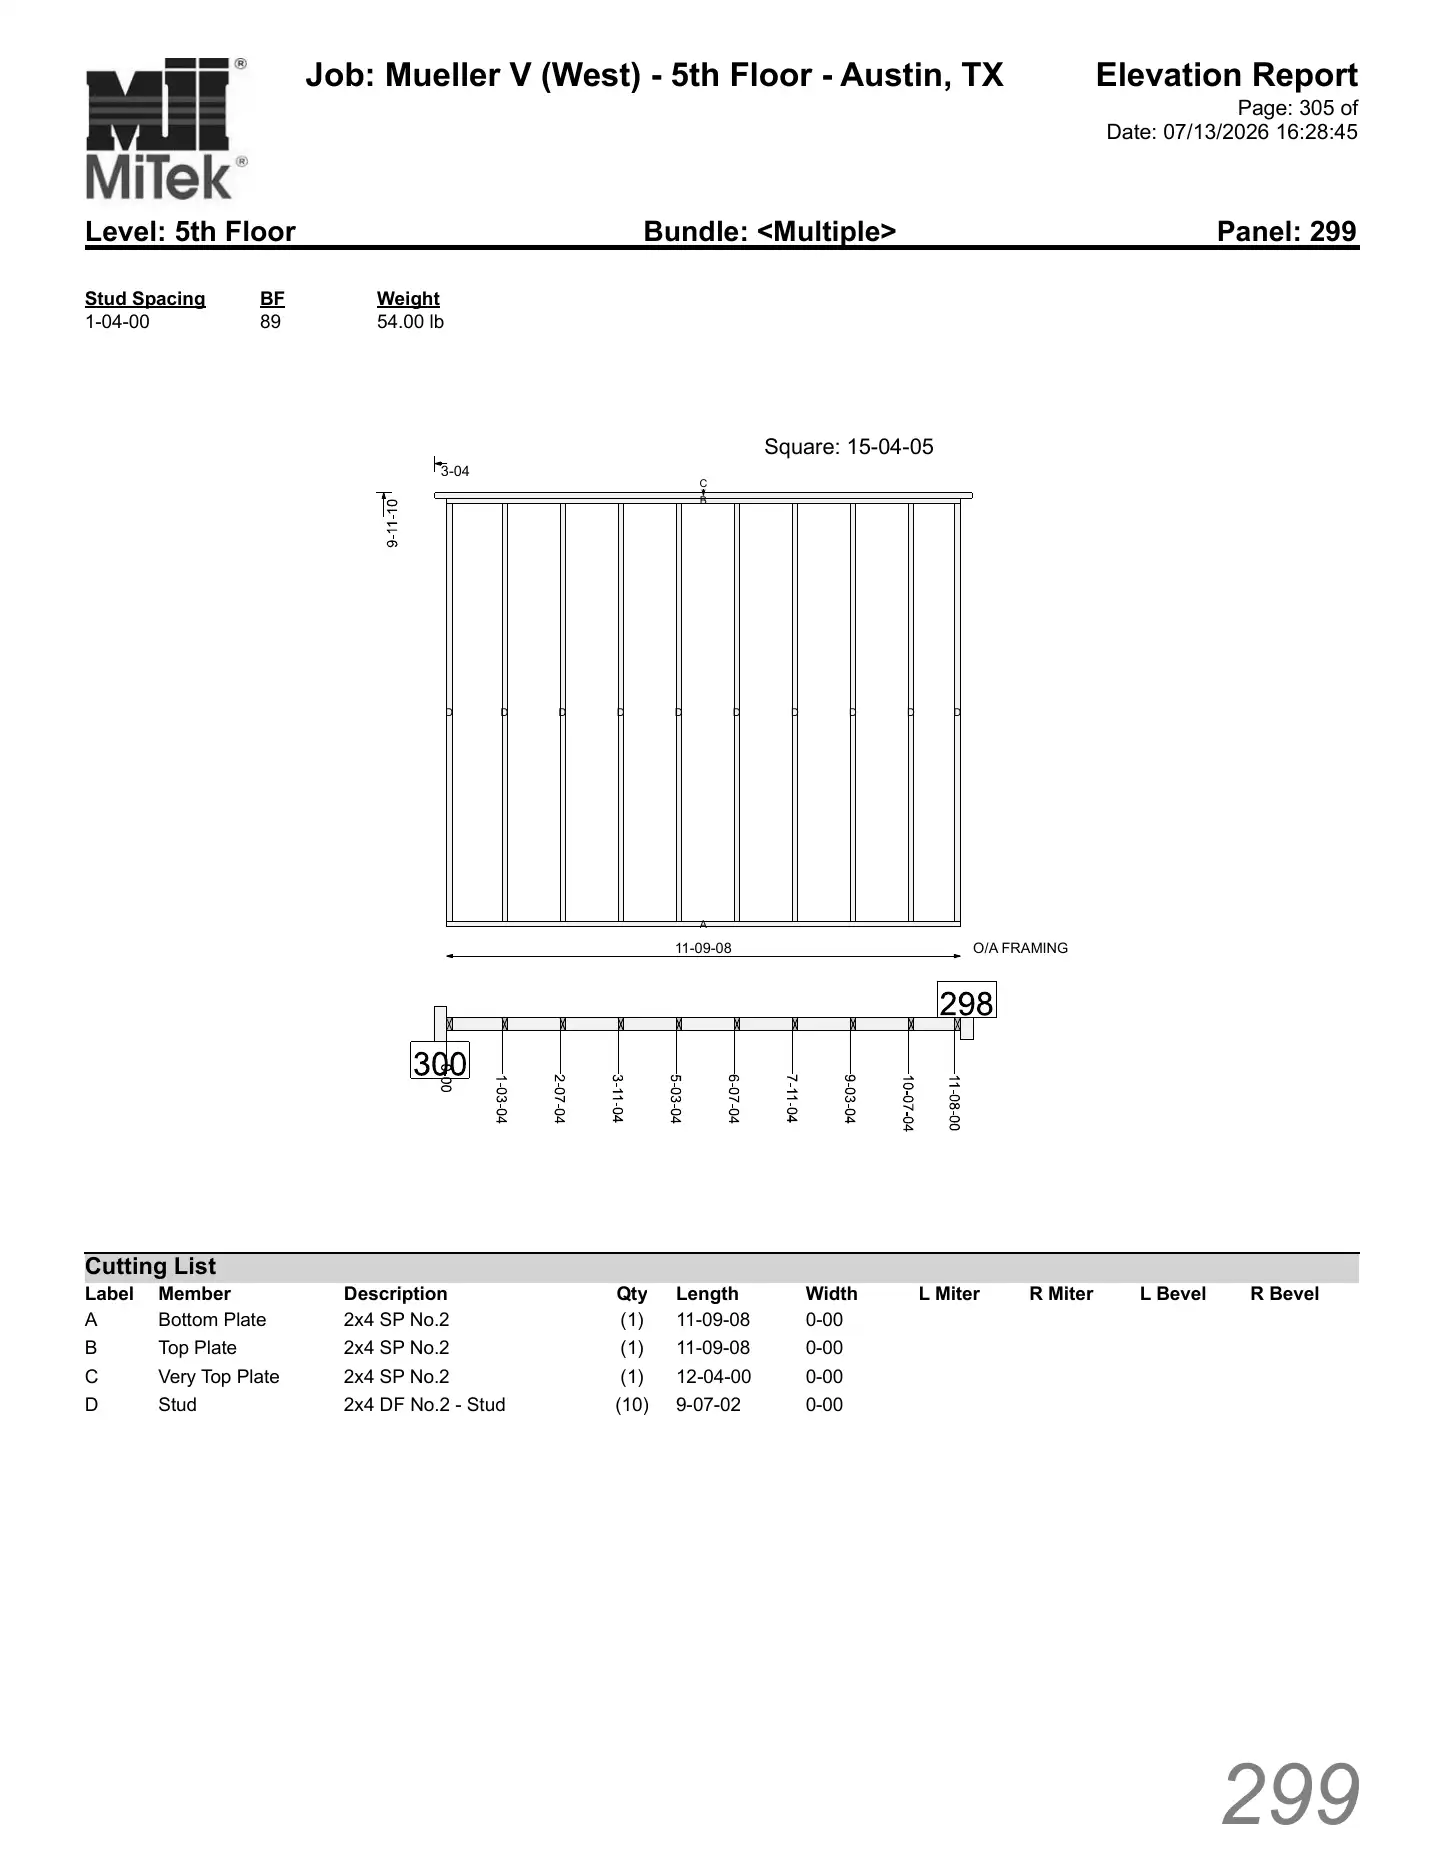 MiTek®
®
Job: Mueller V (West) - 5th Floor - Austin, TX
Elevation Report
Page: 305 of
Date: 07/13/2026 16:28:45
Level: 5th Floor Bundle: <Multiple> Panel: 299
Stud Spacing BF Weight
1-04-00 89 54.00 lb
Square: 15-04-05
3-04
C
B
9-11-10
D D D D D D D D D D
A
11-09-08 O/A FRAMING
298
300
0-00 1-03-04 2-07-04 3-11-04 5-03-04 6-07-04 7-11-04 9-03-04 10-07-04 11-08-00
Cutting List
Label Member Description Qty Length Width L Miter R Miter L Bevel R Bevel
A Bottom Plate 2x4 SP No.2 (1) 11-09-08 0-00
B Top Plate 2x4 SP No.2 (1) 11-09-08 0-00
C Very Top Plate 2x4 SP No.2 (1) 12-04-00 0-00
D Stud 2x4 DF No.2 - Stud (10) 9-07-02 0-00
299